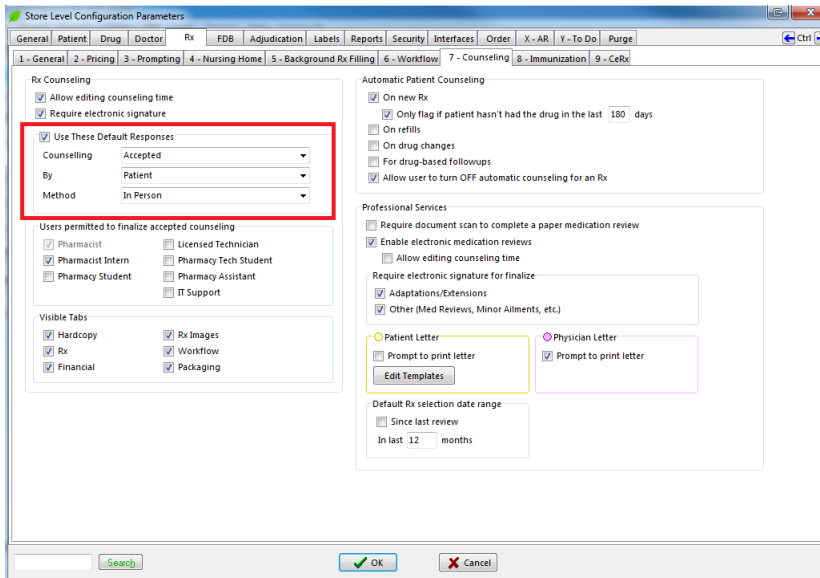 Store Level Configuration Parameters
General Patient Drug Doctor Rx FDB Adjudication Labels Reports Security Interfaces Order X - AR Y - To Do Purge Ctrl
1 - General 2 - Pricing 3 - Prompting 4 - Nursing Home 5 - Background Rx Filling 6 - Workflow 7 - Counseling 8 - Immunization 9 - CeRx
Rx Counseling
Allow editing counseling time
Require electronic signature
Use These Default Responses
Counselling Accepted
By Patient
Method In Person
Users permitted to finalize accepted counseling
Pharmacist Licensed Technician
Pharmacist Intern Pharmacy Tech Student
Pharmacy Student Pharmacy Assistant
IT Support
Visible Tabs
Hardcopy Rx Images
Rx Workflow
Financial Packaging
Automatic Patient Counseling
On new Rx
Only flag if patient hasn't had the drug in the last 180 days
On refills
On drug changes
For drug-based followups
Allow user to turn OFF automatic counseling for an Rx
Professional Services
Require document scan to complete a paper medication review
Enable electronic medication reviews
Allow editing counseling time
Require electronic signature for finalize
Adaptations/Extensions
Other (Med Reviews, Minor Ailments, etc.)
Patient Letter
Prompt to print letter
Edit Templates
Physician Letter
Prompt to print letter
Default Rx selection date range
Since last review
In last 12 months
Search OK Cancel